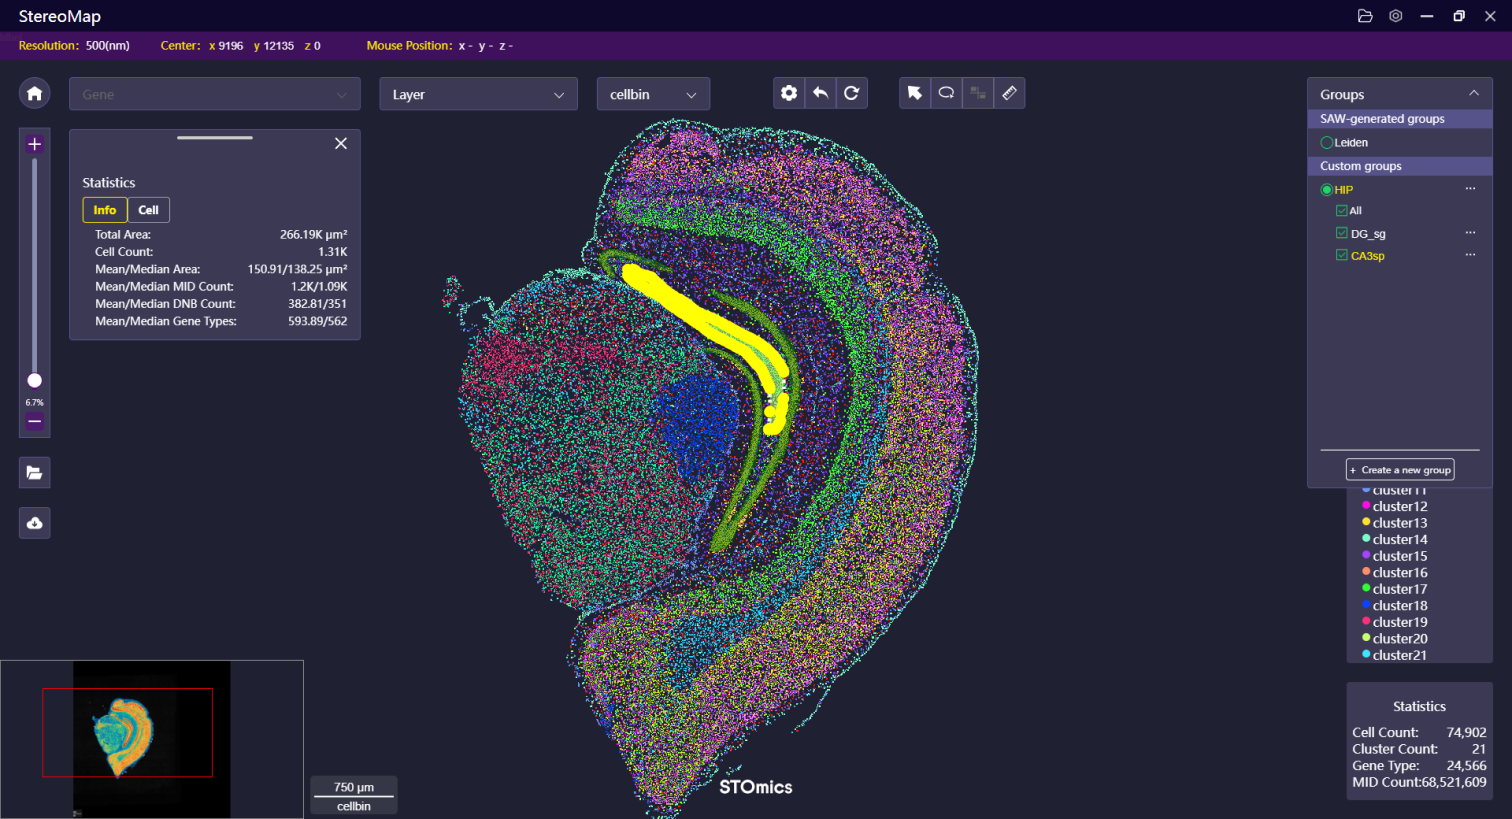 StereoMap
Resolution: 500(nm) Center: x 9196 y 12135 z 0 Mouse Position: x - y - z -
Gene
Layer
cellbin
Groups
SAW-generated groups
Leiden
Custom groups
HIP ...
All
DG_sg ...
CA3sp ...
+ Create a new group
Statistics
Info Cell
Total Area: 266.19K μm²
Cell Count: 1.31K
Mean/Median Area: 150.91/138.25 μm²
Mean/Median MID Count: 1.2K/1.09K
Mean/Median DNB Count: 382.81/351
Mean/Median Gene Types: 593.89/562
6.7%
cluster11
cluster12
cluster13
cluster14
cluster15
cluster16
cluster17
cluster18
cluster19
cluster20
cluster21
Statistics
Cell Count: 74,902
Cluster Count: 21
Gene Type: 24,566
MID Count:68,521,609
750 μm
cellbin
STOmics